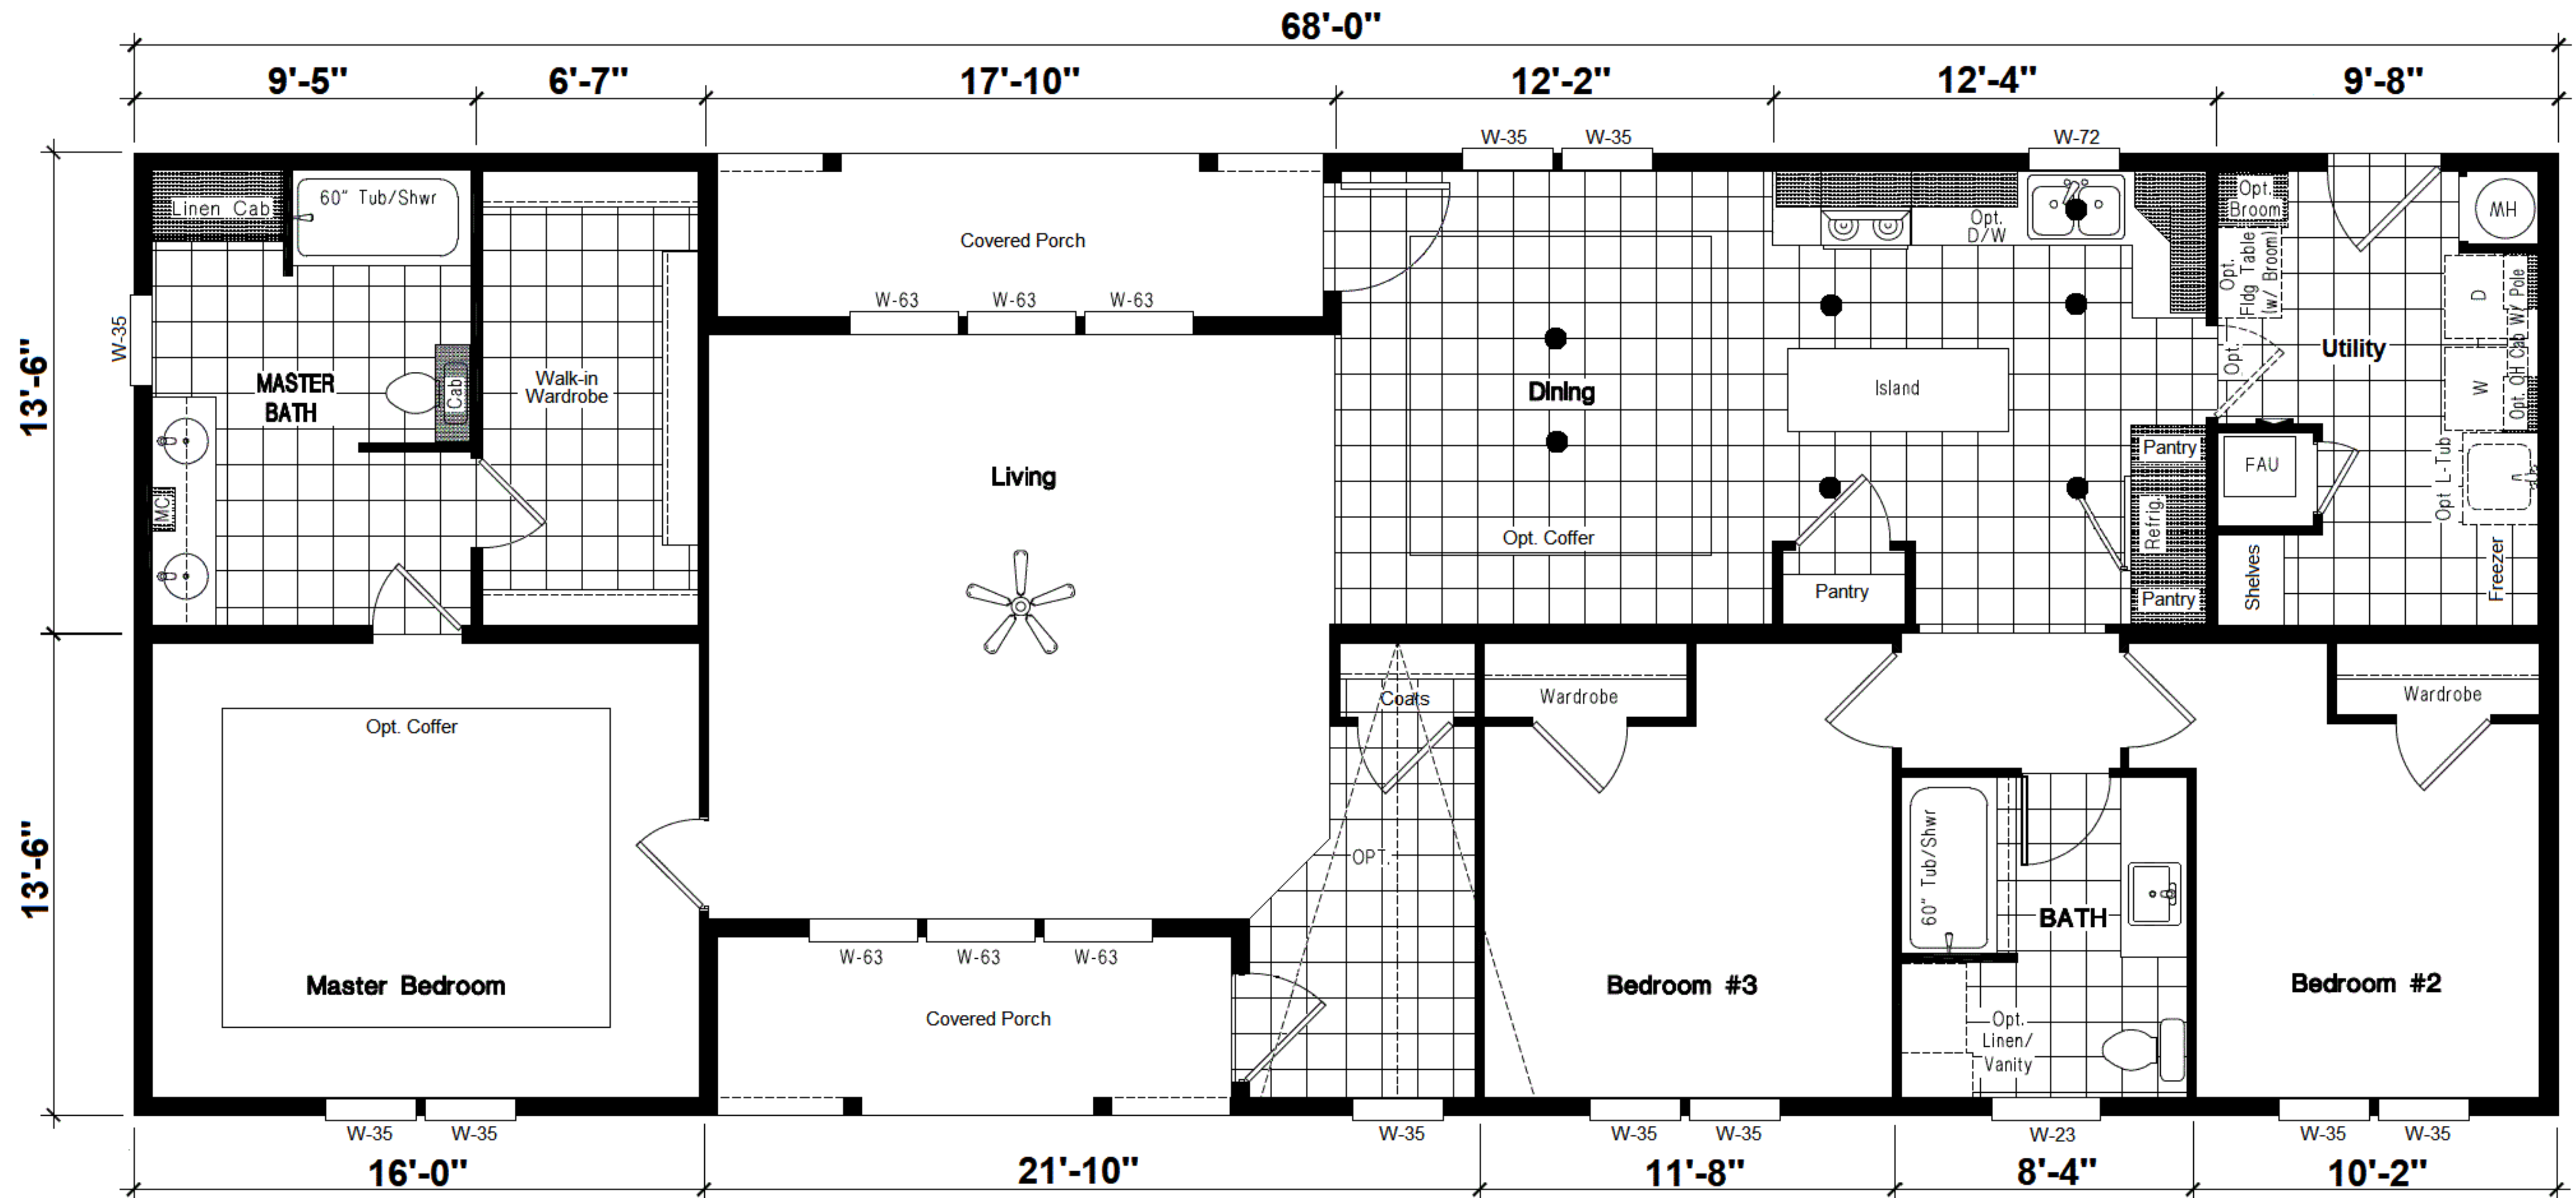 68'-0"
9'-5"
6'-7"
17'-10"
12'-2"
12'-4"
9'-8"
W-35
W-35
W-72
Linen Cab
60" Tub/Shwr
Covered Porch
W-63
W-63
W-63
Opt.
D/W
Opt.
Broom
HW
Opt.
Fldg Table
(w/ Broom)
D
Opt. OH Cab W/ Pole
W-35
13'-6"
MASTER
BATH
Cab
Walk-in
Wardrobe
Dining
Island
Opt.
Utility
W
Living
Pantry
FAU
Opt L-Tub
MC
Refrig.
Opt. Coffer
Pantry
Pantry
Shelves
Freezer
Opt. Coffer
Coats
Wardrobe
Wardrobe
13'-6"
OPT.
60" Tub/Shwr
BATH
W-63
W-63
W-63
Master Bedroom
Covered Porch
Bedroom #3
Opt.
Linen/
Vanity
Bedroom #2
W-35
W-35
W-35
W-35
W-35
W-23
W-35
W-35
16'-0"
21'-10"
11'-8"
8'-4"
10'-2"